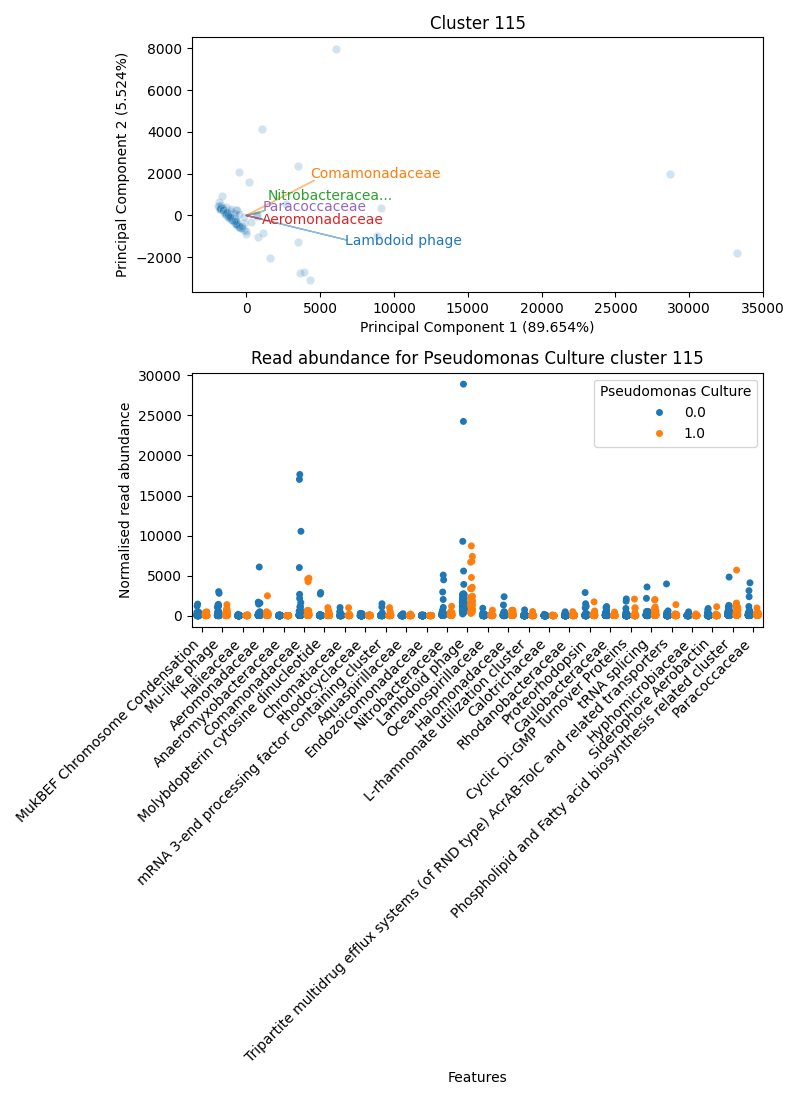 Cluster 115
Principal Component 2 (5.524%)
8000
6000
4000
2000
0
−2000
Comamonadaceae
Nitrobacteracea...
Paracoccaceae
Aeromonadaceae
Lambdoid phage
0 5000 10000 15000 20000 25000 30000 35000
Principal Component 1 (89.654%)
Read abundance for Pseudomonas Culture cluster 115
Normalised read abundance
30000
25000
20000
15000
10000
5000
0
Pseudomonas Culture
0.0
1.0
MukBEF Chromosome Condensation
Mu-like phage
Halieaceae
Aeromonadaceae
Anaeromyxobacteraceae
Comamonadaceae
Molybdopterin cytosine dinucleotide
Chromatiaceae
Rhodocyclaceae
mRNA 3-end processing factor containing cluster
Aquaspirillaceae
Endozoicomonadaceae
Nitrobacteraceae
Lambdoid phage
Oceanospirillaceae
Halomonadaceae
L-rhamnonate utilization cluster
Calotrichaceae
Rhodanobacteraceae
Proteorhodopsin
Caulobacteraceae
Cyclic Di-GMP Turnover Proteins
tRNA splicing
Tripartite multidrug efflux systems (of RND type) AcrAB-TolC and related transporters
Hyphomicrobiaceae
Siderophore Aerobactin
Phospholipid and Fatty acid biosynthesis related cluster
Paracoccaceae
Features